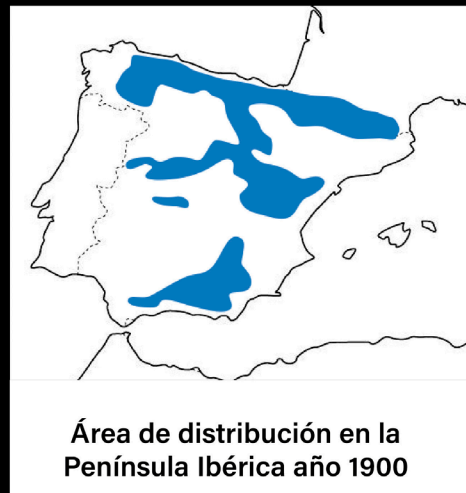 Área de distribución en la
Península Ibérica año 1900